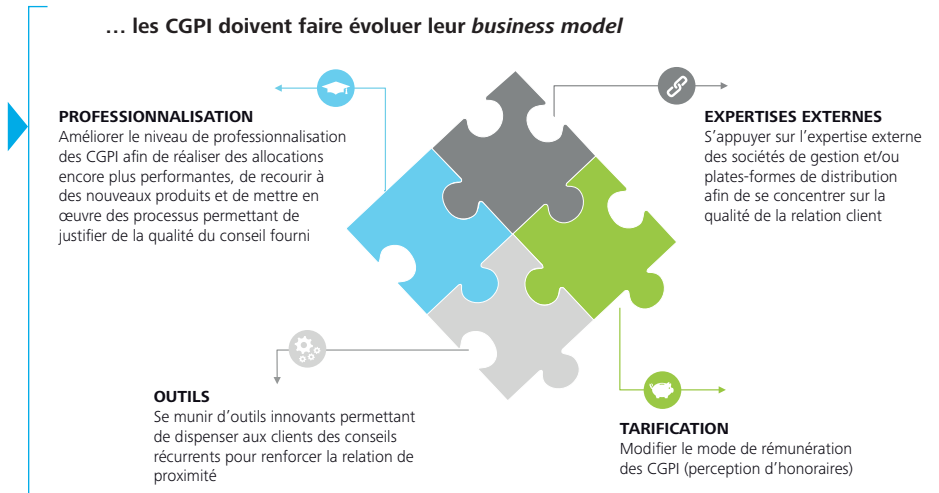 … les CGPI doivent faire évoluer leur business model
PROFESSIONNALISATION
Améliorer le niveau de professionnalisation
des CGPI afin de réaliser des allocations
encore plus performantes, de recourir à
des nouveaux produits et de mettre en
œuvre des processus permettant de
justifier de la qualité du conseil fourni
EXPERTISES EXTERNES
S’appuyer sur l’expertise externe
des sociétés de gestion et/ou
plates-formes de distribution
afin de se concentrer sur la
qualité de la relation client
OUTILS
Se munir d’outils innovants permettant
de dispenser aux clients des conseils
récurrents pour renforcer la relation de
proximité
TARIFICATION
Modifier le mode de rémunération
des CGPI (perception d’honoraires)